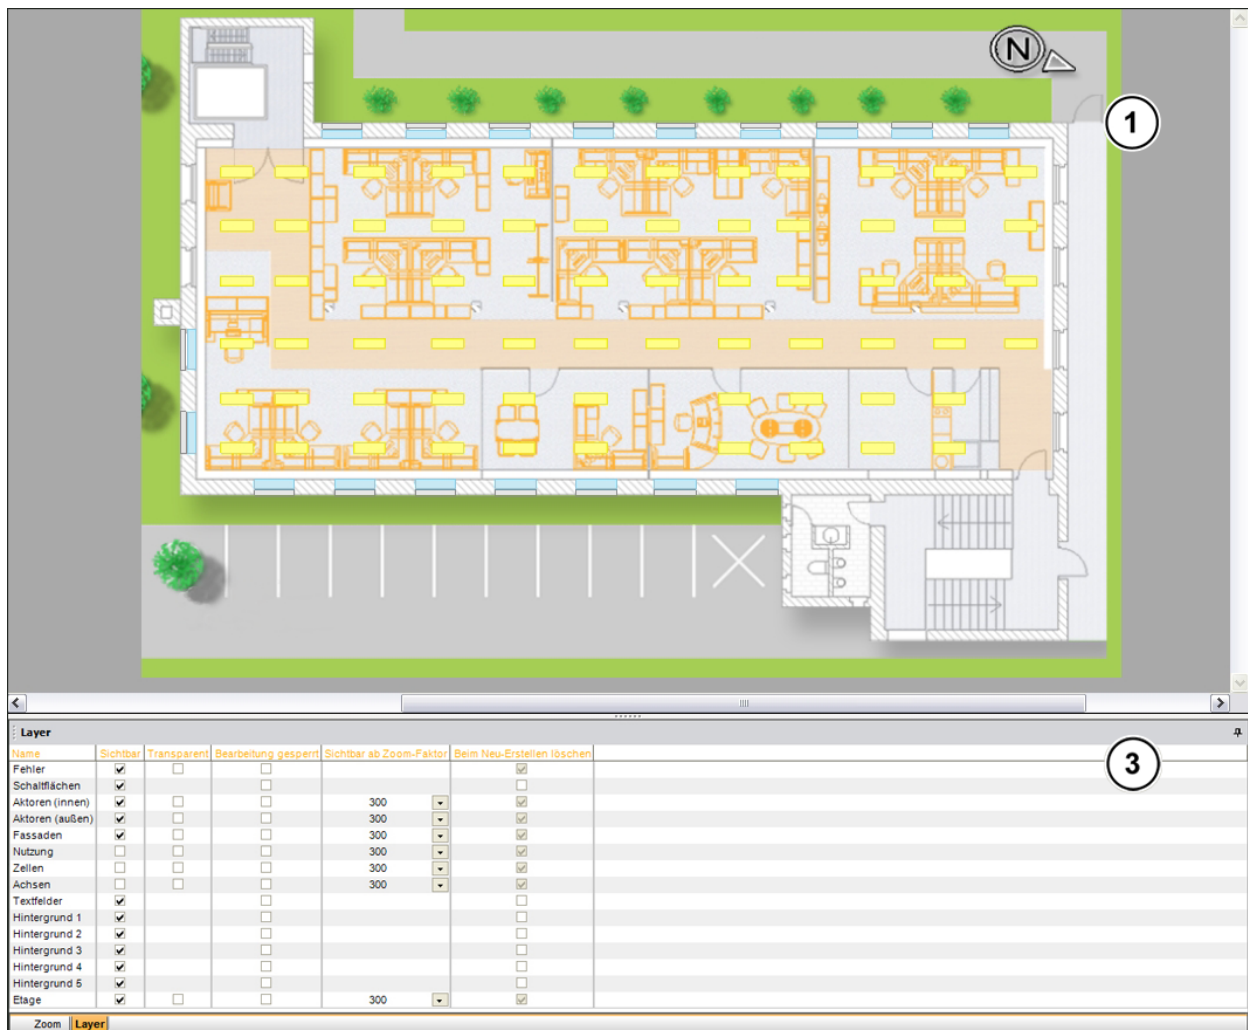 N
1
Layer
3
Name Sichtbar Transparent Bearbeitung gesperrt Sichtbar ab Zoom-Faktor Beim Neu-Erstellen löschen
Fehler
Schaltflächen
Aktoren (innen) 300
Aktoren (außen) 300
Fassaden 300
Nutzung 300
Zellen 300
Achsen 300
Textfelder
Hintergrund 1
Hintergrund 2
Hintergrund 3
Hintergrund 4
Hintergrund 5
Etage 300
Zoom Layer